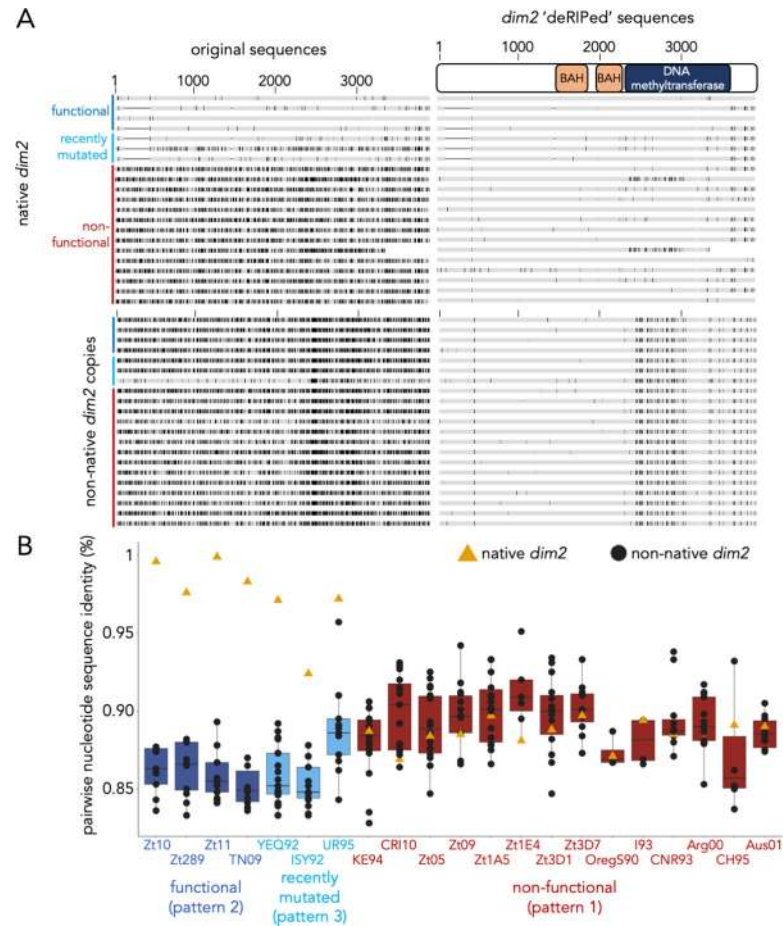 A
dim2 ‘deRIPed’ sequences
original sequences
1 1000 2000 3000
1 1000 2000 3000
BAH BAH DNA
methyltransferase
native dim2
functional
recently
mutated
non-
functional
non-native dim2 copies
B
pairwise nucleotide sequence identity (%)
native dim2 non-native dim2
1
0.95
0.90
0.85
Zt10 Zt11 YEQ92 UR95 CRI10 Zt09 Zt1E4 Zt3D7 I93 Arg00 Aus01
Zt289 TN09 ISY92 KE94 Zt05 Zt1A5 Zt3D1 OregS90 CNR93 CH95
functional
(pattern 2)
recently
mutated
(pattern 3)
non-functional
(pattern 1)